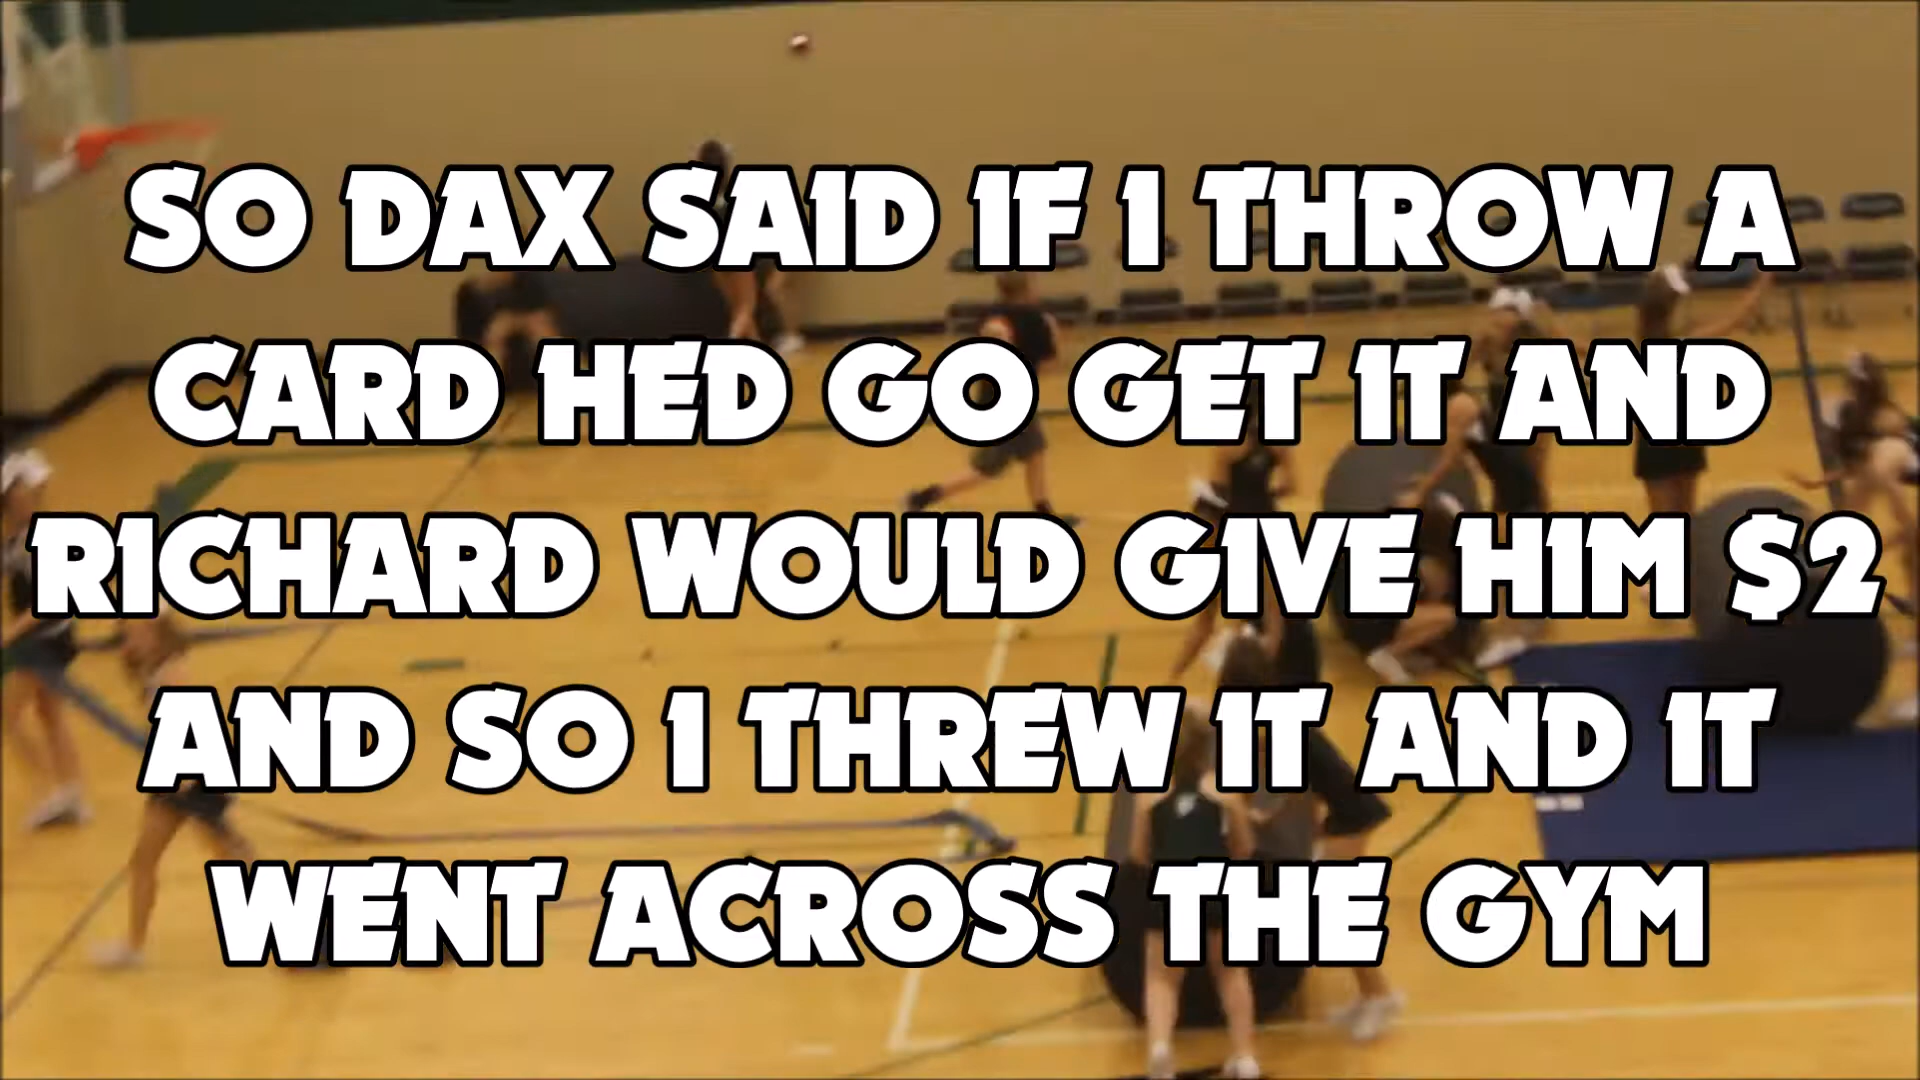 SO DAX SAID IF I THROW A
CARD HED GO GET IT AND
RICHARD WOULD GIVE HIM $2
AND SO I THREW IT AND IT
WENT ACROSS THE GYM